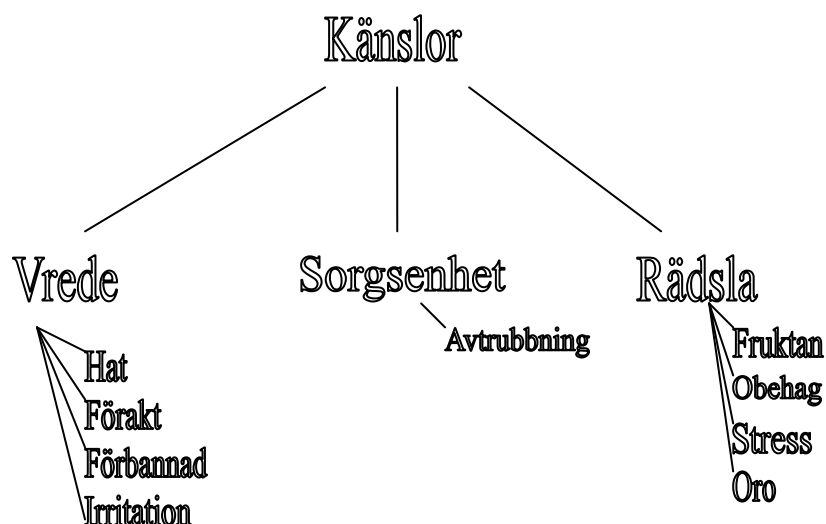 Känslor
Vrede
Sorgsenhet
Rädsla
Hat
Förakt
Förbannad
Irritation
Avtrubbning
Fruktan
Obehag
Stress
Oro